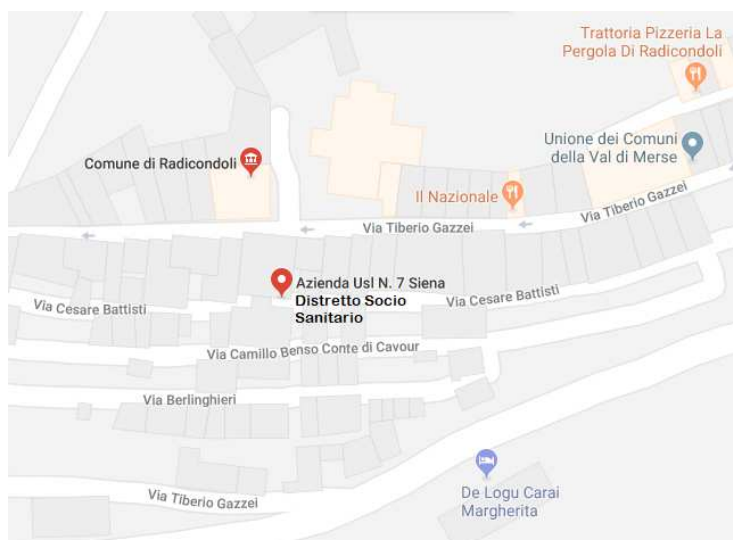 Trattoria Pizzeria La
Pergola Di Radicondoli
Unione dei Comuni
della Val di Merse
Comune di Radicondoli
Il Nazionale
Via Tiberio Gazzei
Via Tiberio Gazzei
Azienda Usl N. 7 Siena
Distretto Socio
Sanitario
Via Cesare Battisti
Via Cesare Battisti
Via Camillo Benso Conte di Cavour
Via Berlinghieri
Via Tiberio Gazzei
De Logu Carai
Margherita